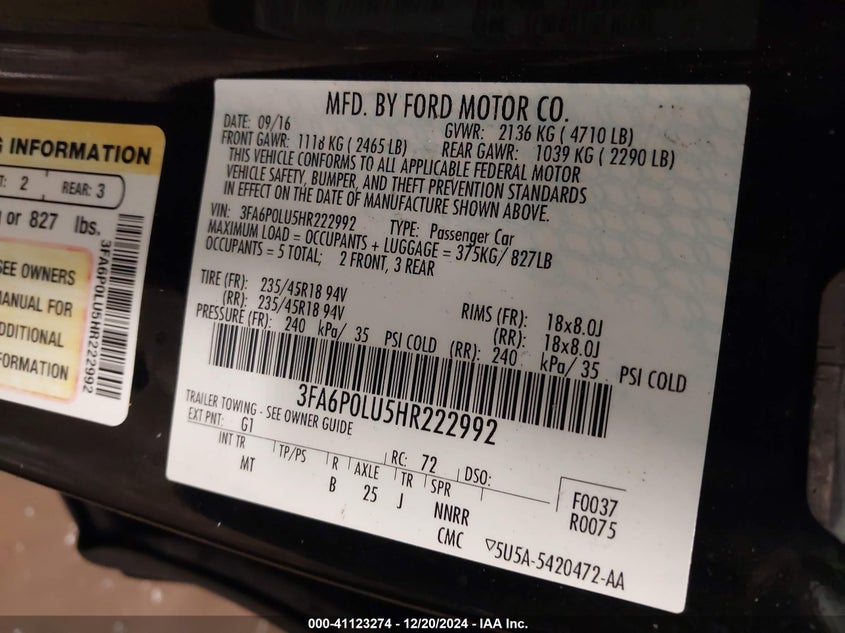 MFD. BY FORD MOTOR CO.
DATE: 09/16 GVWR: 2136 KG ( 4710 LB)
FRONT GAWR: 1118 KG ( 2465 LB) REAR GAWR: 1039 KG ( 2290 LB)
THIS VEHICLE CONFORMS TO ALL APPLICABLE FEDERAL MOTOR
VEHICLE SAFETY, BUMPER, AND THEFT PREVENTION STANDARDS
IN EFFECT ON THE DATE OF MANUFACTURE SHOWN ABOVE.
VIN: 3FA6P0LU5HR222992 TYPE: Passenger Car
MAXIMUM LOAD = OCCUPANTS + LUGGAGE = 375KG/ 827LB
OCCUPANTS = 5 TOTAL; 2 FRONT, 3 REAR
TIRE (FR): 235/45R18 94V RIMS (FR): 18x8.0J
(RR): 235/45R18 94V (RR): 18x8.0J
PRESSURE (FR): 240 kPa/ 35 PSI COLD (RR): 240 kPa/ 35 PSI COLD
3FA6P0LU5HR222992
TRAILER TOWING - SEE OWNER GUIDE
EXT PNT: G1 RC: 72 DSO:
INT TR TP/PS R AXLE TR SPR
MT B 25 J NNRR
CMC
F0037
R0075
▽5U5A-5420472-AA
INFORMATION
2 REAR: 3
or 827 lbs.
SEE OWNERS
MANUAL FOR
ADDITIONAL
INFORMATION
3FA6P0LU5HR222992
000-41123274 - 12/20/2024 - IAA Inc.